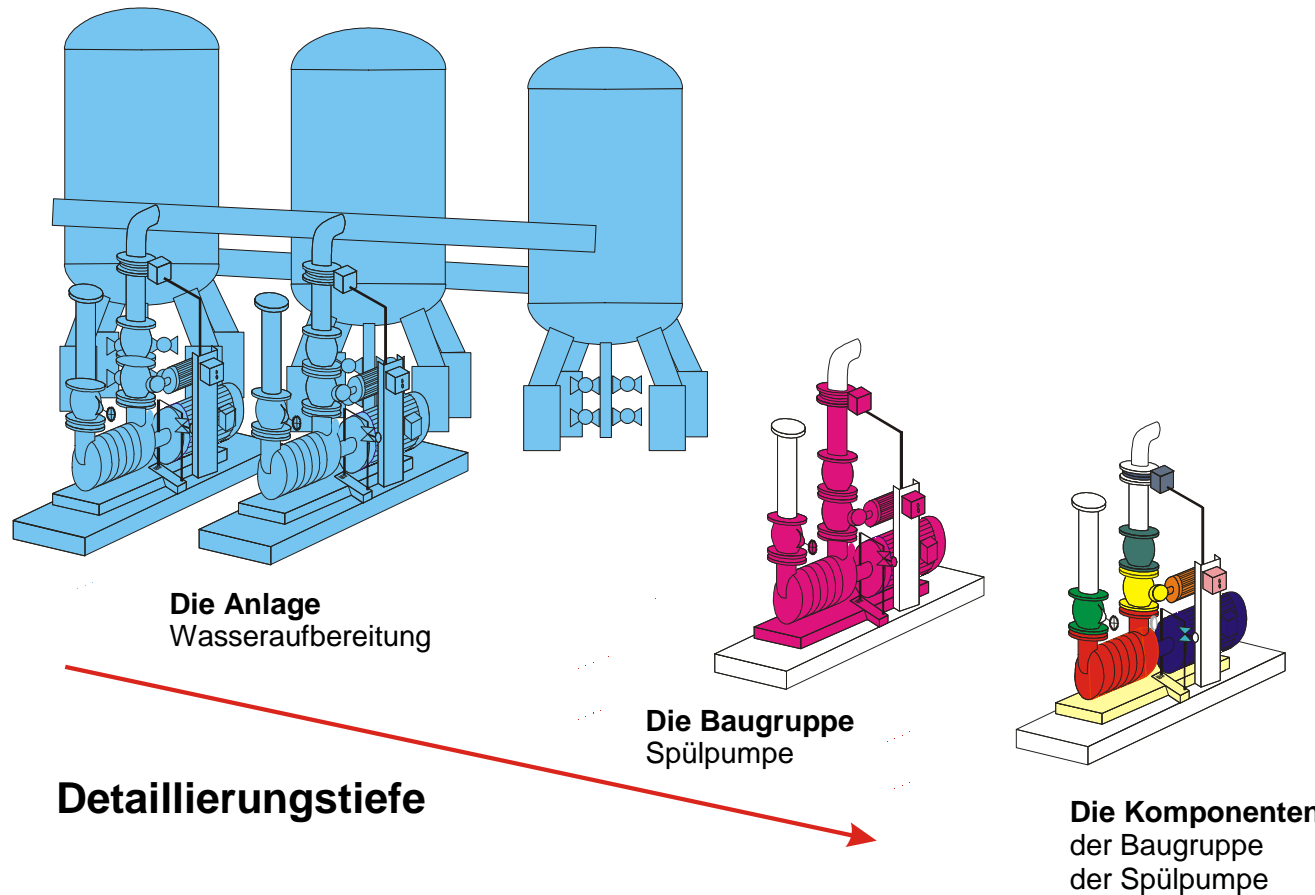 Die Anlage
Wasseraufbereitung
Die Baugruppe
Spülpumpe
Detaillierungstiefe
Die Komponenten
der Baugruppe
der Spülpumpe